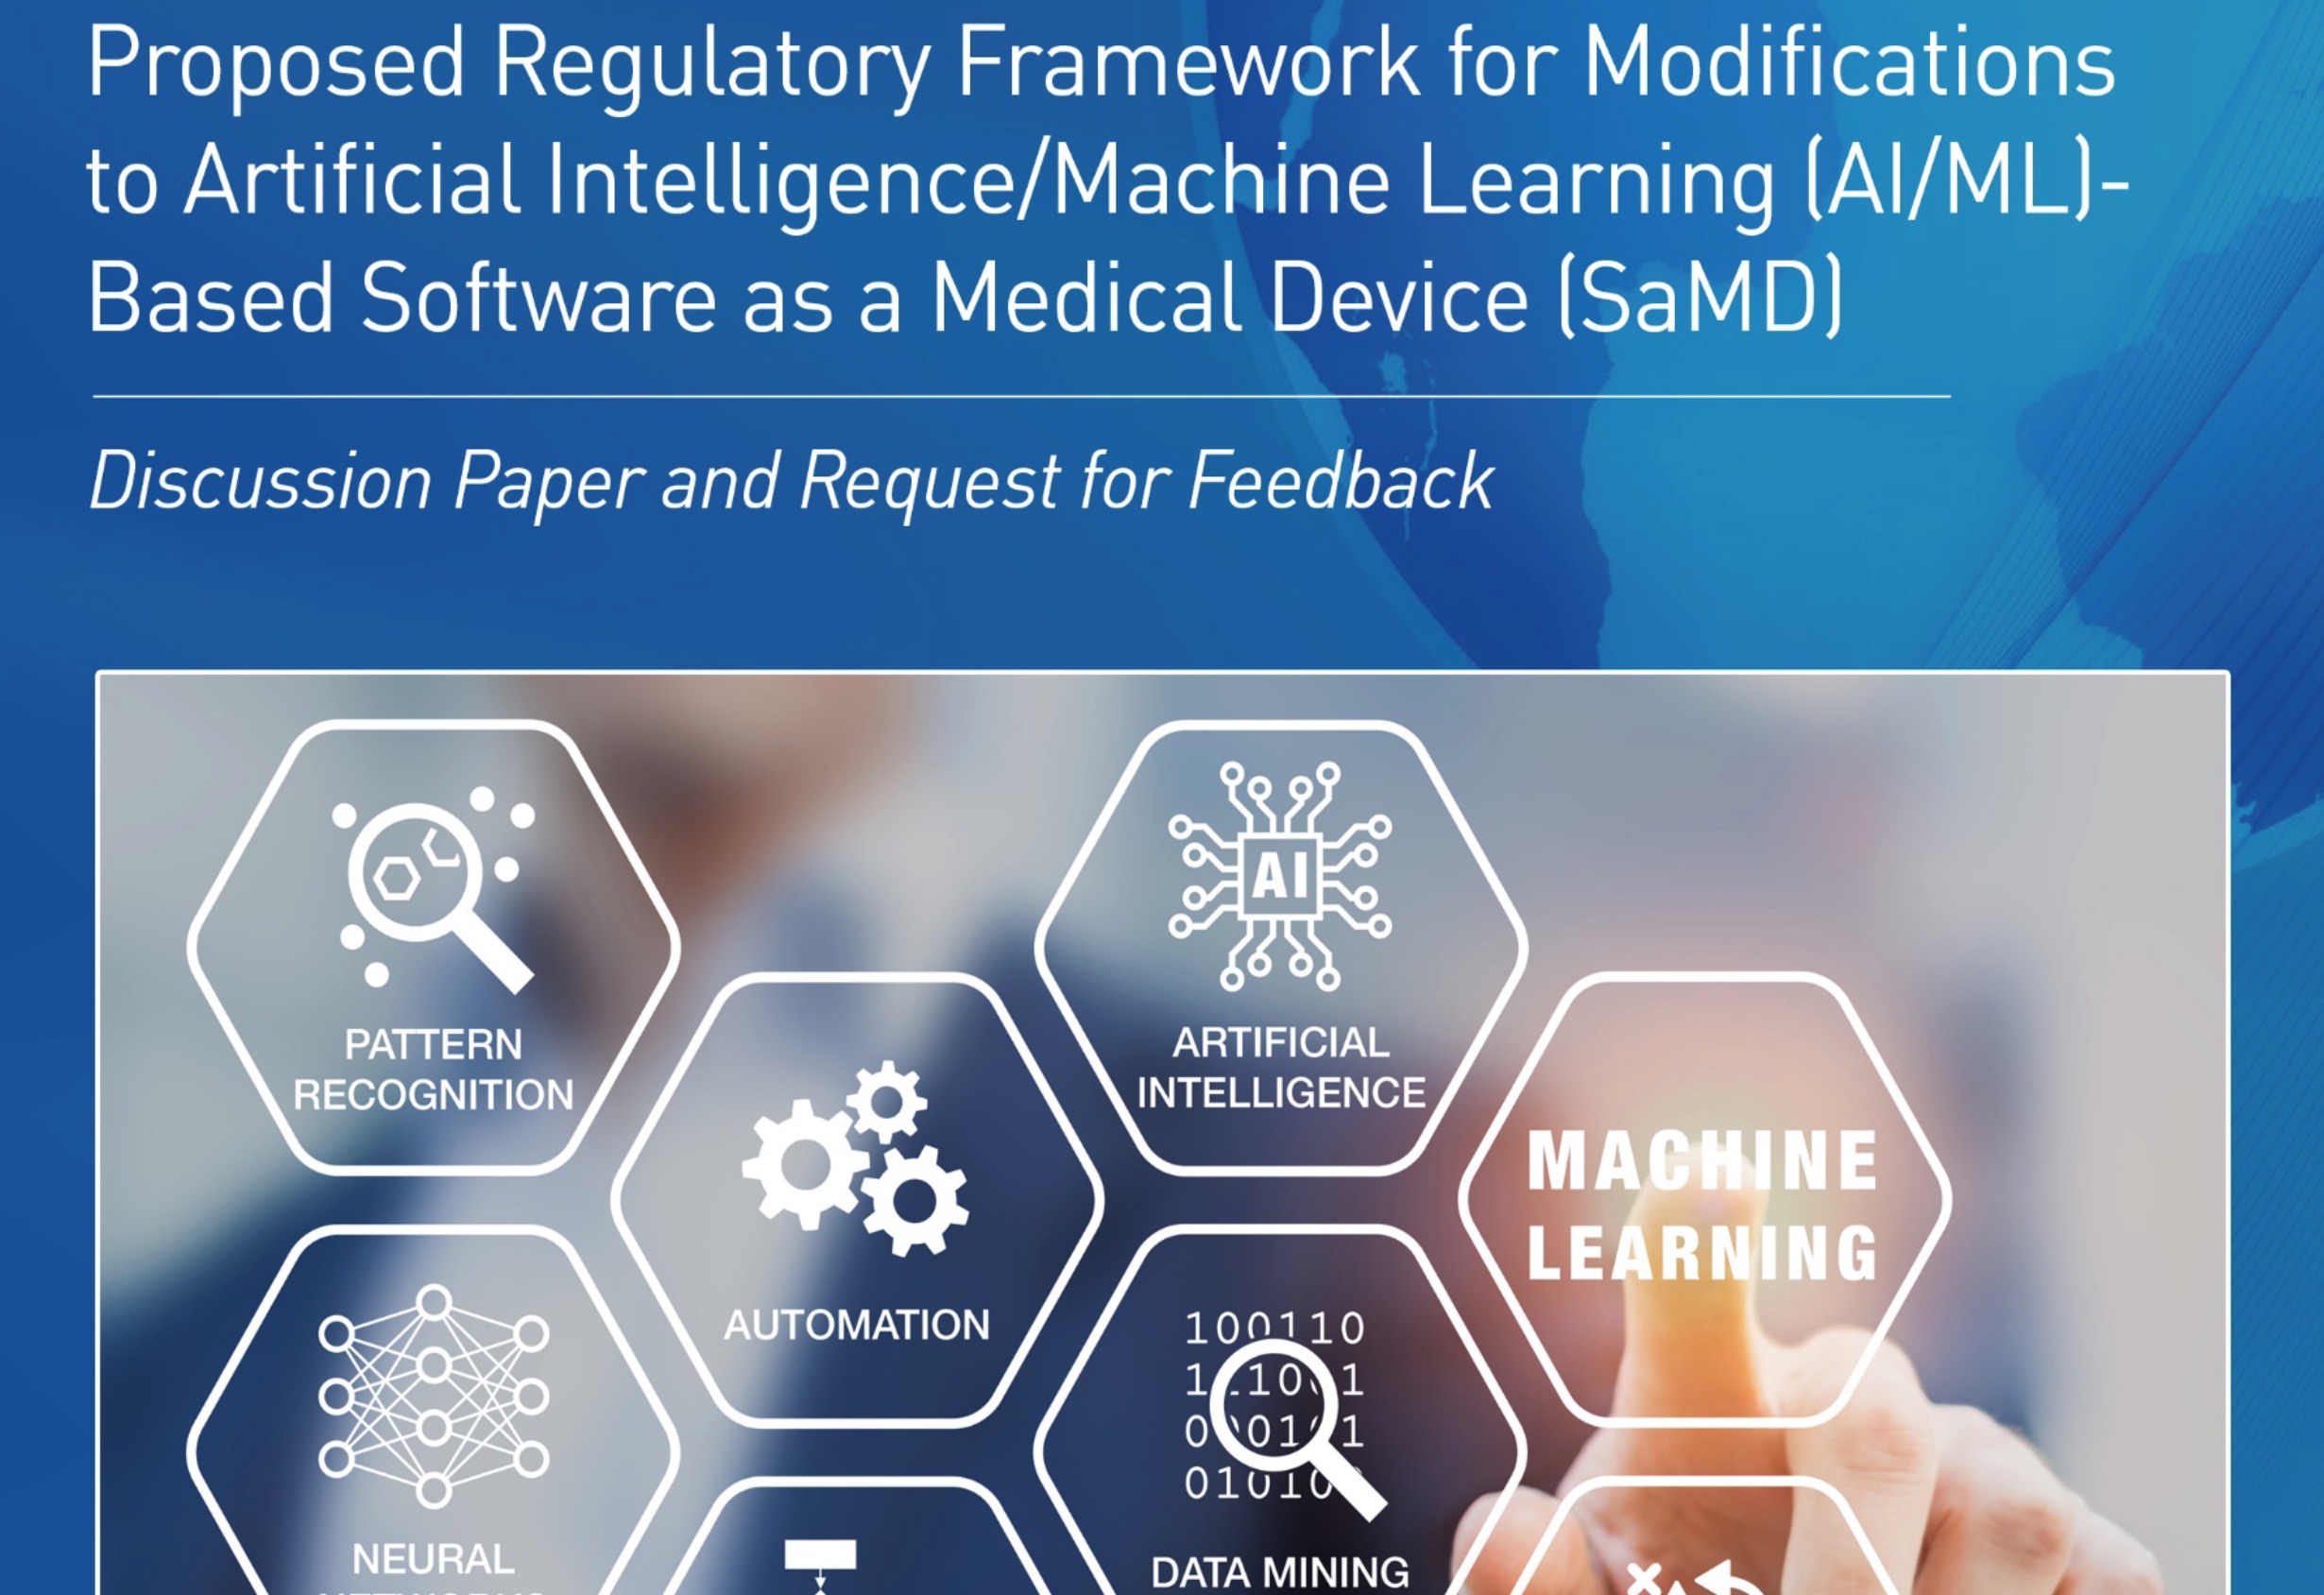 Proposed Regulatory Framework for Modifications
to Artificial Intelligence/Machine Learning (AI/ML)-
Based Software as a Medical Device (SaMD)
Discussion Paper and Request for Feedback
PATTERN
RECOGNITION
AI
ARTIFICIAL
INTELLIGENCE
AUTOMATION
MACHINE
LEARNING
NEURAL
100110
DATA MINING